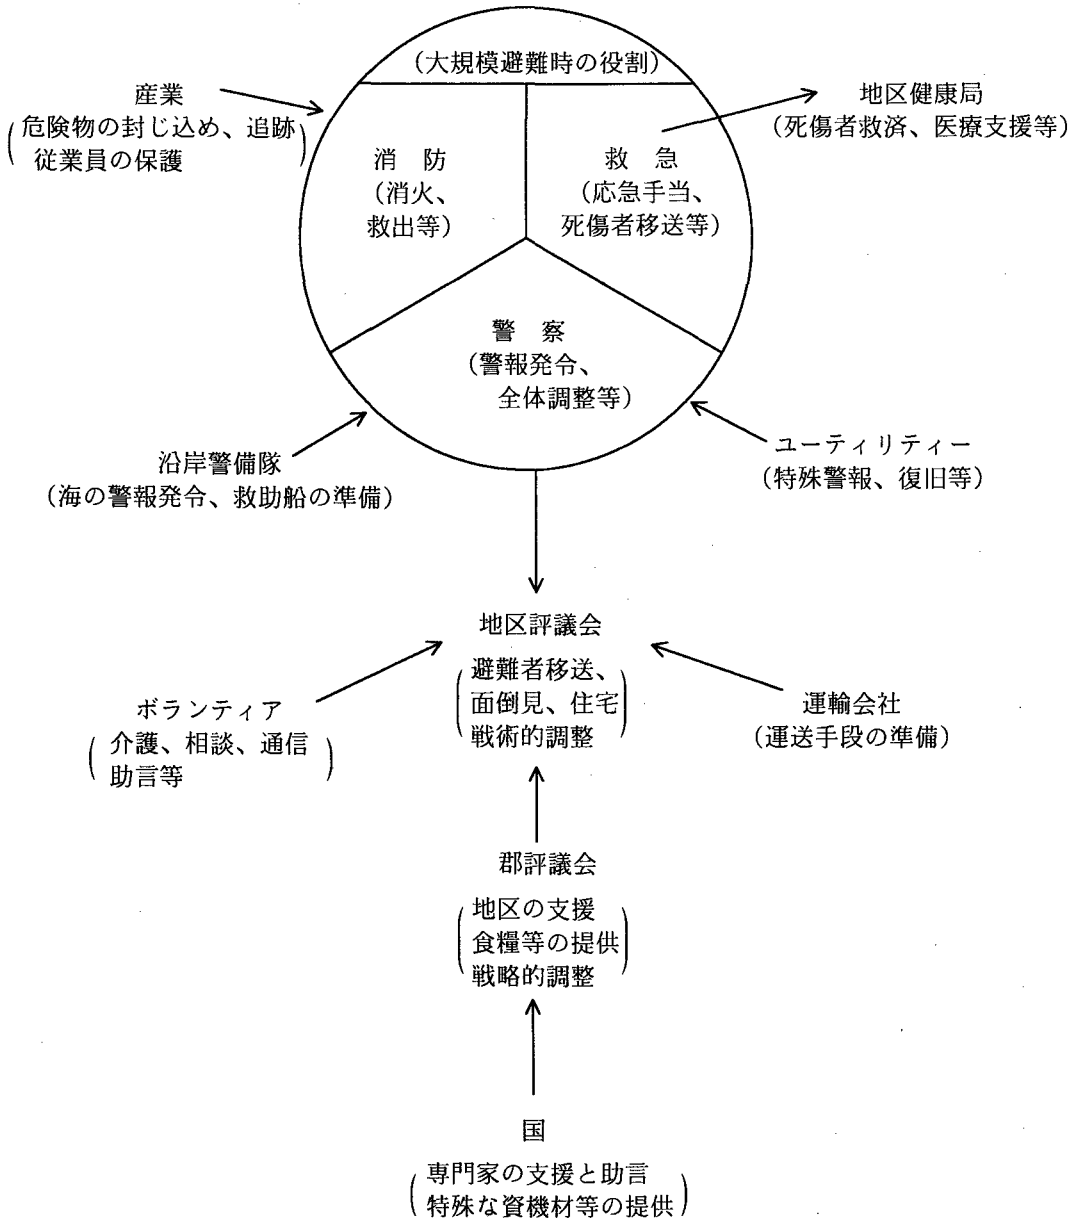 (大規模避難時の役割)
産業
(危険物の封じ込め、追跡
従業員の保護)
地区健康局
(死傷者救済、医療支援等)
消 防
(消火、
救出等)
救 急
(応急手当、
死傷者移送等)
警 察
(警報発令、
全体調整等)
沿岸警備隊
(海の警報発令、救助船の準備)
ユーティリティー
(特殊警報、復旧等)
地区評議会
(避難者移送、
面倒見、住宅
戦術的調整)
ボランティア
(介護、相談、通信
助言等)
運輸会社
(運送手段の準備)
郡評議会
(地区の支援
食糧等の提供
戦略的調整)
国
(専門家の支援と助言
特殊な資機材等の提供)